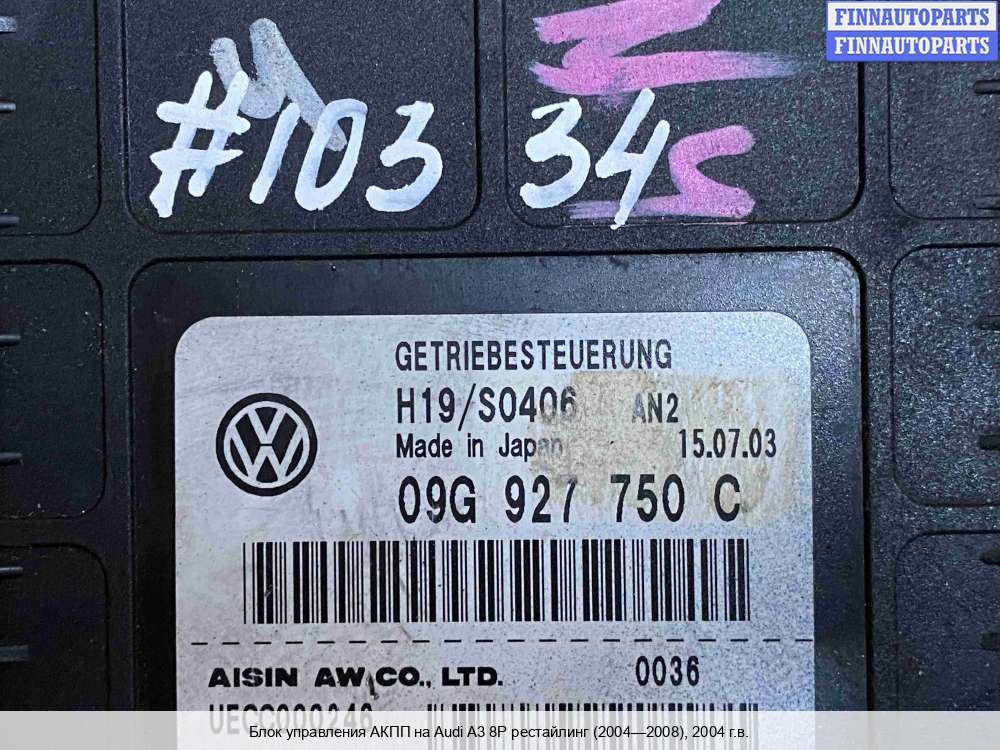 FINNAUTOPARTS
FINNAUTOPARTS
#103 34
GETRIEBESTEUERUNG
H19/S0406 AN2
Made in Japan 15.07.03
09G 927 750 C
AISIN AW CO., LTD. 0036
UECC000246
Блок управления АКПП на Audi A3 8P рестайлинг (2004—2008), 2004 г.в.